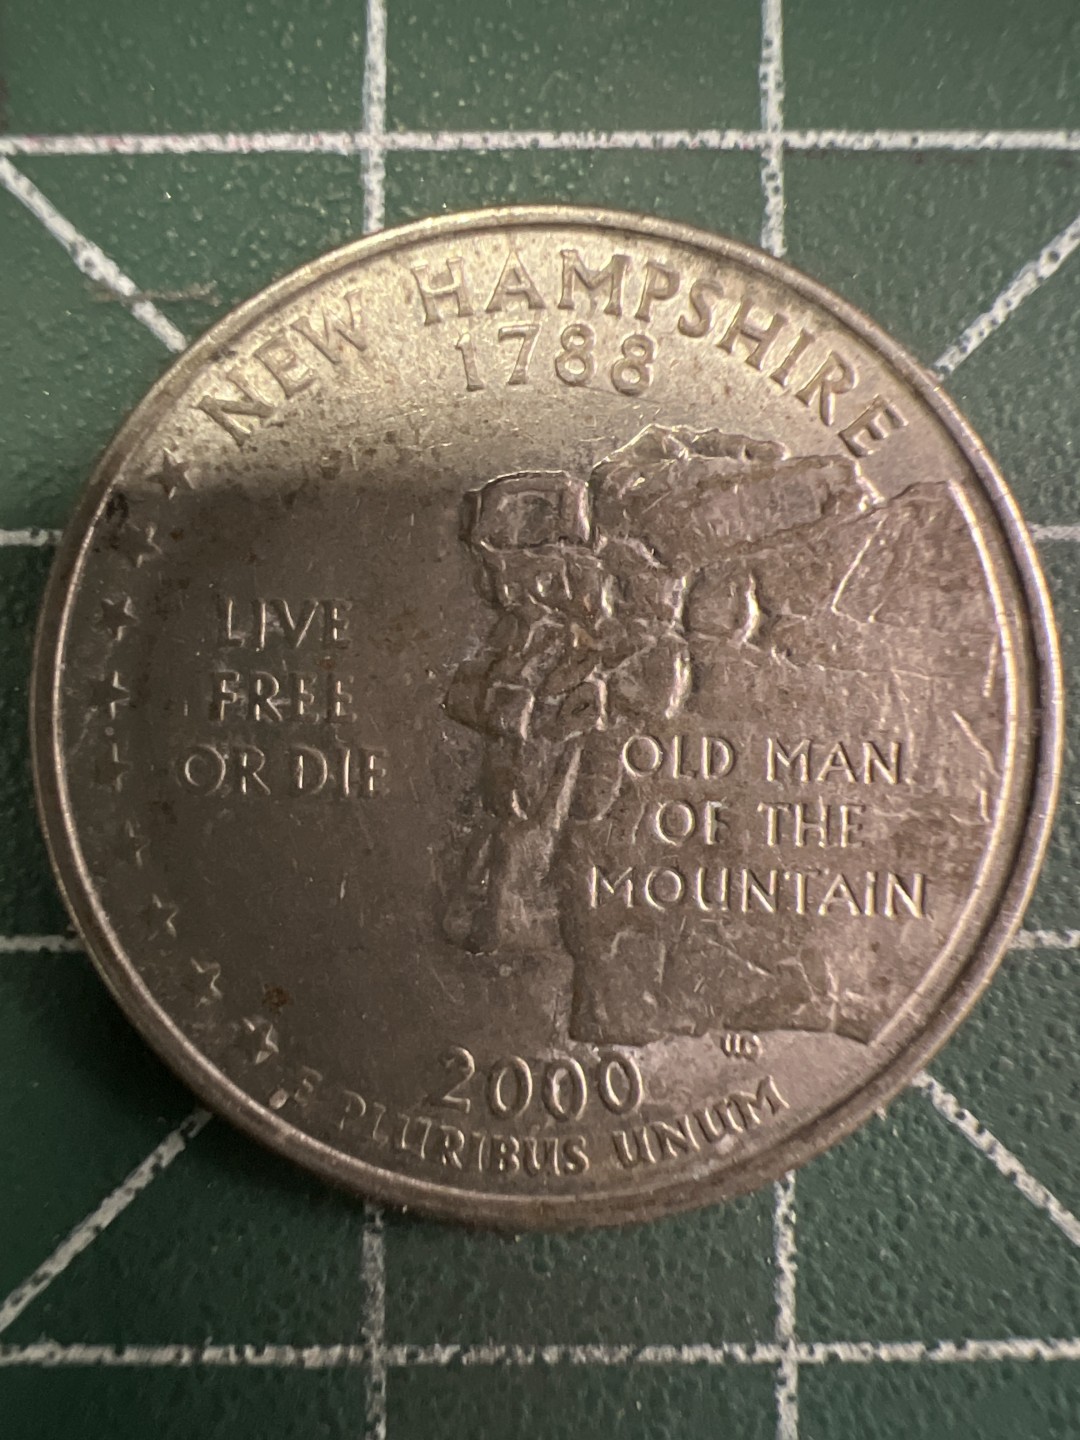 NEW HAMPSHIRE
1788
LIVE
FREE
OR DIE
OLD MAN
OF THE
MOUNTAIN
2000
E PLURIBUS UNUM